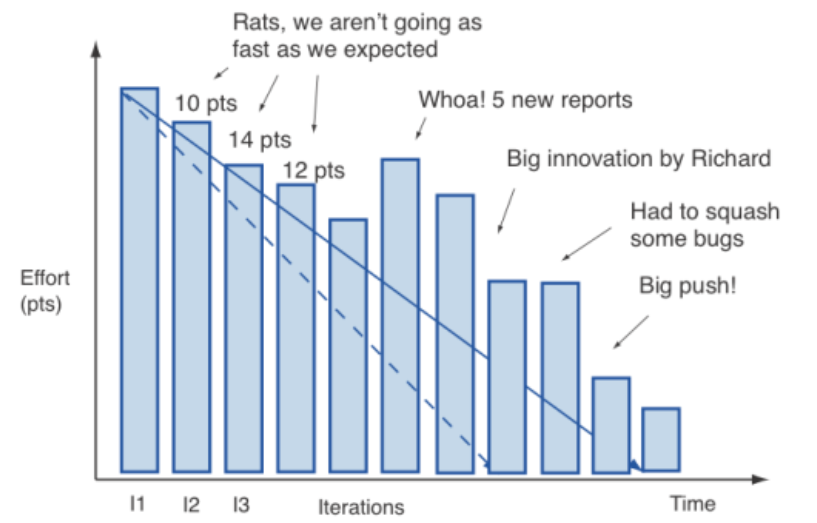 Rats, we aren't going as
fast as we expected
10 pts
14 pts
12 pts
Whoa! 5 new reports
Big innovation by Richard
Had to squash
some bugs
Big push!
Effort
(pts)
I1 I2 I3 Iterations Time